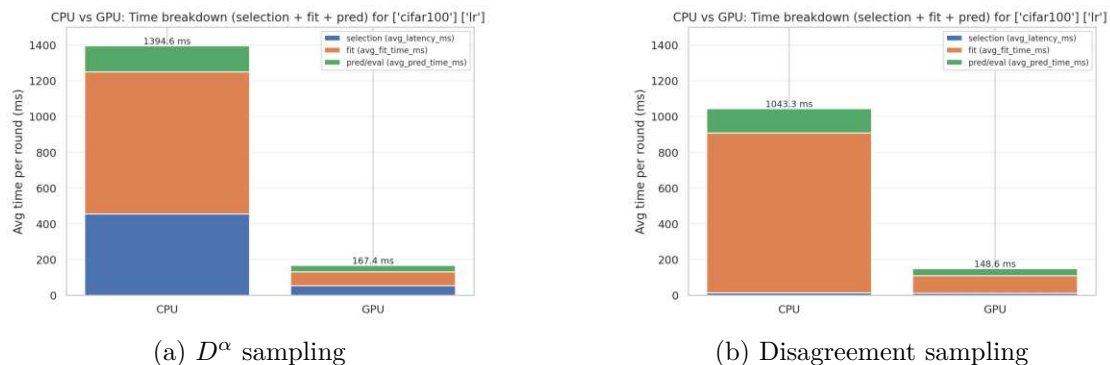 CPU vs GPU: Time breakdown (selection + fit + pred) for ['cifar100'] ['lr']
1394.6 ms
selection (avg_latency_ms)
fit (avg_fit_time_ms)
pred/eval (avg_pred_time_ms)
1400
1200
1000
800
600
400
200
0
Avg time per round (ms)
167.4 ms
CPU
GPU
(a) Dα sampling
CPU vs GPU: Time breakdown (selection + fit + pred) for ['cifar100'] ['lr']
selection (avg_latency_ms)
fit (avg_fit_time_ms)
pred/eval (avg_pred_time_ms)
1400
1200
1000
800
600
400
200
0
Avg time per round (ms)
1043.3 ms
148.6 ms
CPU
GPU
(b) Disagreement sampling